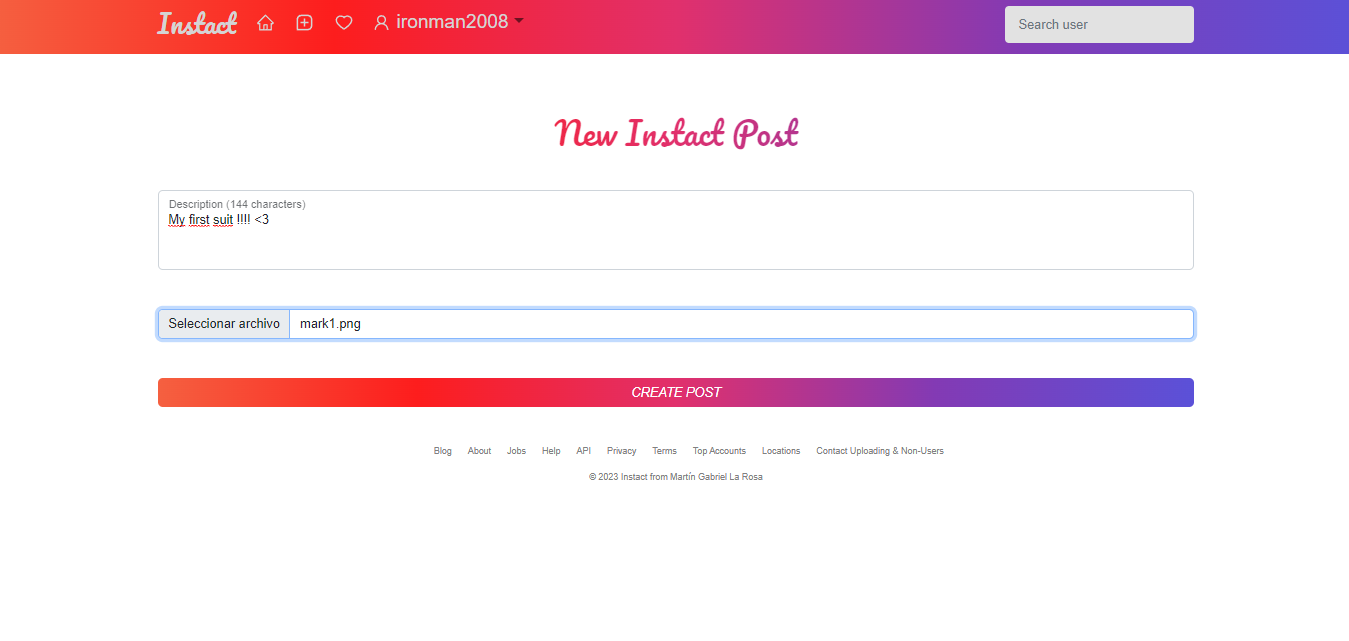 Instact ironman2008 Search user
New Instact Post
Description (144 characters)
My first suit !!!! <3
Seleccionar archivo mark1.png
CREATE POST
Blog About Jobs Help API Privacy Terms Top Accounts Locations Contact Uploading & Non-Users
© 2023 Instact from Martín Gabriel La Rosa